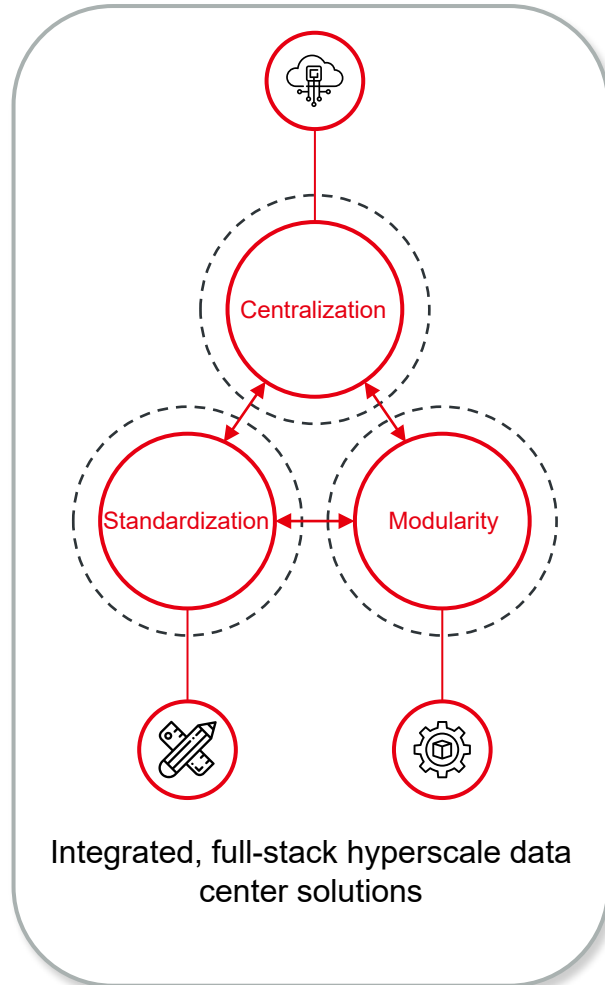 Centralization
Standardization
Modularity
Integrated, full-stack hyperscale data
center solutions